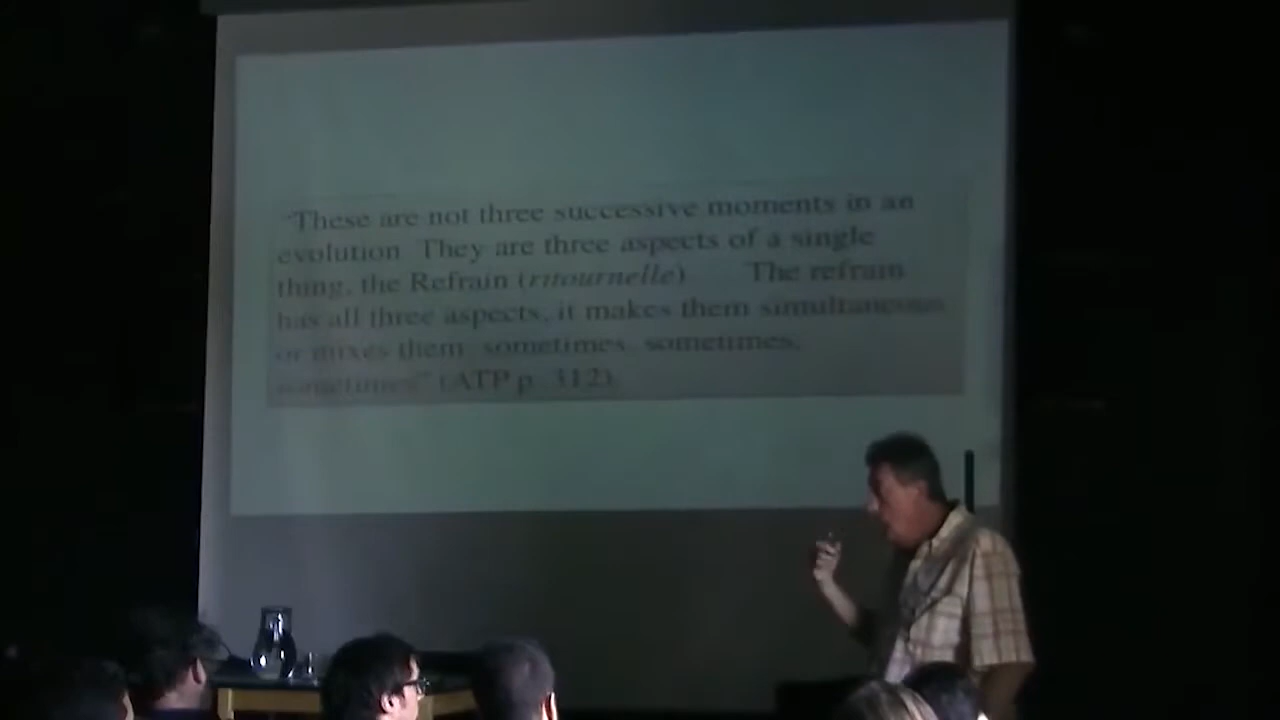 "These are not three successive moments in an
evolution. They are three aspects of a single
thing, the Refrain (ritournelle). The refrain
has all three aspects, it makes them simultaneous
or mixes them: sometimes, sometimes,
sometimes" (ATP p. 312).